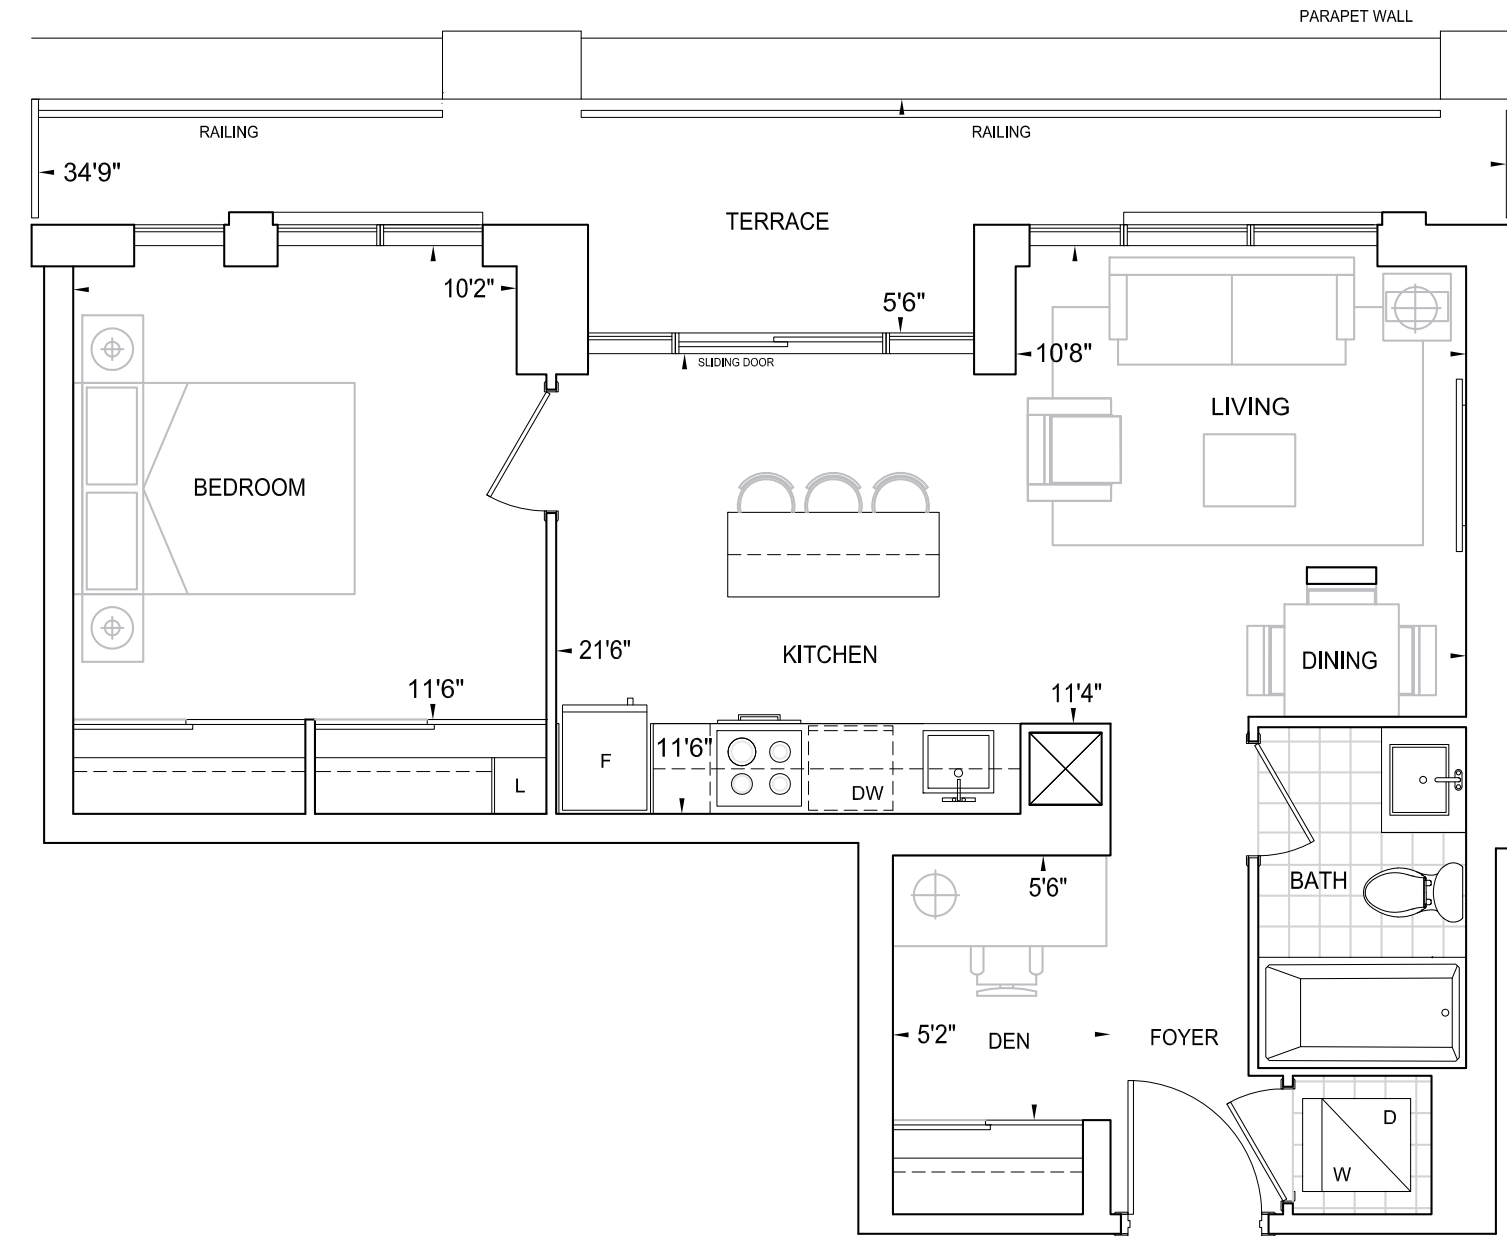 PARAPET WALL
RAILING
RAILING
34'9"
TERRACE
10'2"
5'6"
SLIDING DOOR
10'8"
LIVING
BEDROOM
21'6"
KITCHEN
DINING
11'6"
11'4"
11'6"
F
L
DW
BATH
5'6"
5'2"
DEN
FOYER
D
W